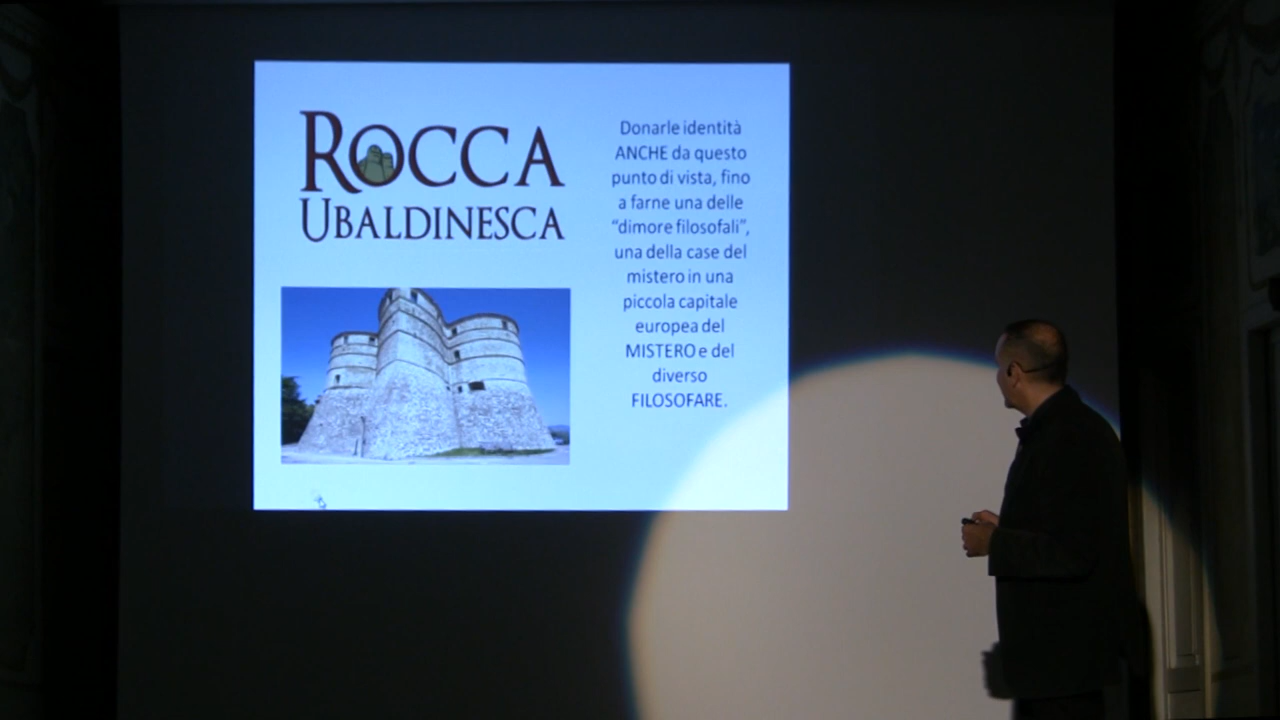 ROCCA
UBALDINESCA
Donarle identità
ANCHE da questo
punto di vista, fino
a farne una delle
“dimore filosofali”,
una della case del
mistero in una
piccola capitale
europea del
MISTERO e del
diverso
FILOSOFARE.